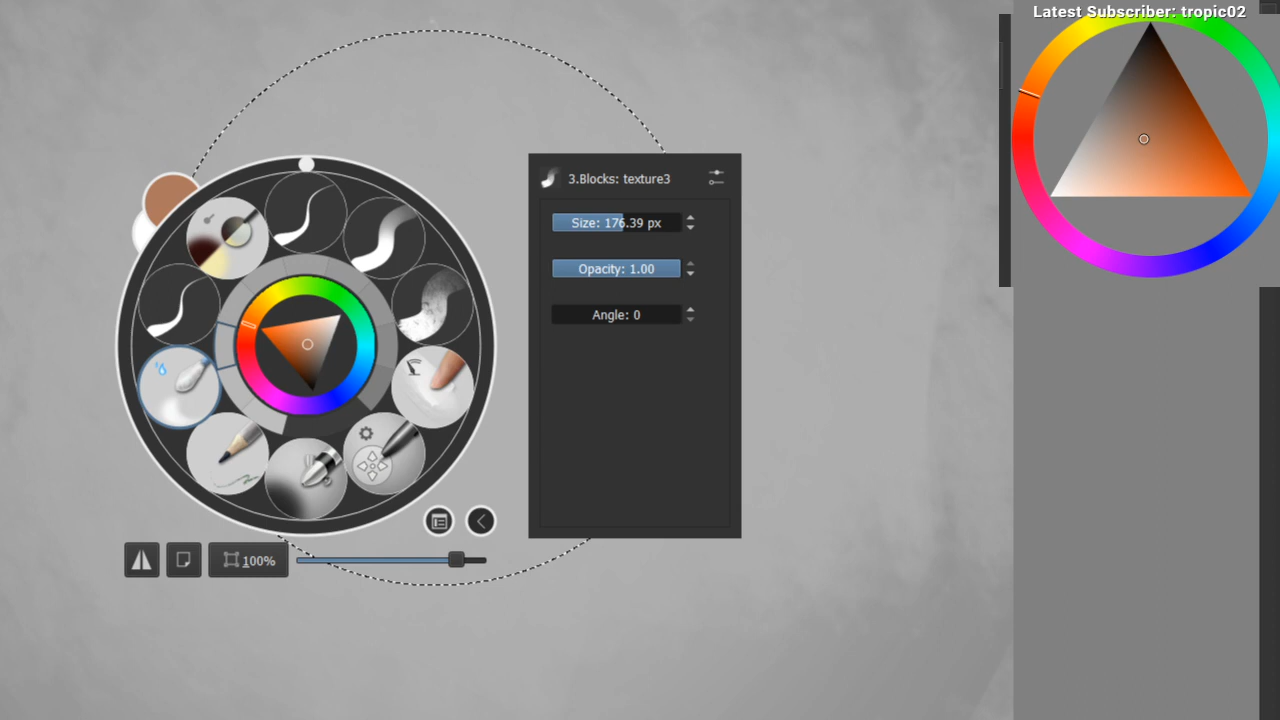 Latest Subscriber: tropic02
3.Blocks: texture3
Size: 176.39 px
Opacity: 1.00
Angle: 0
100%